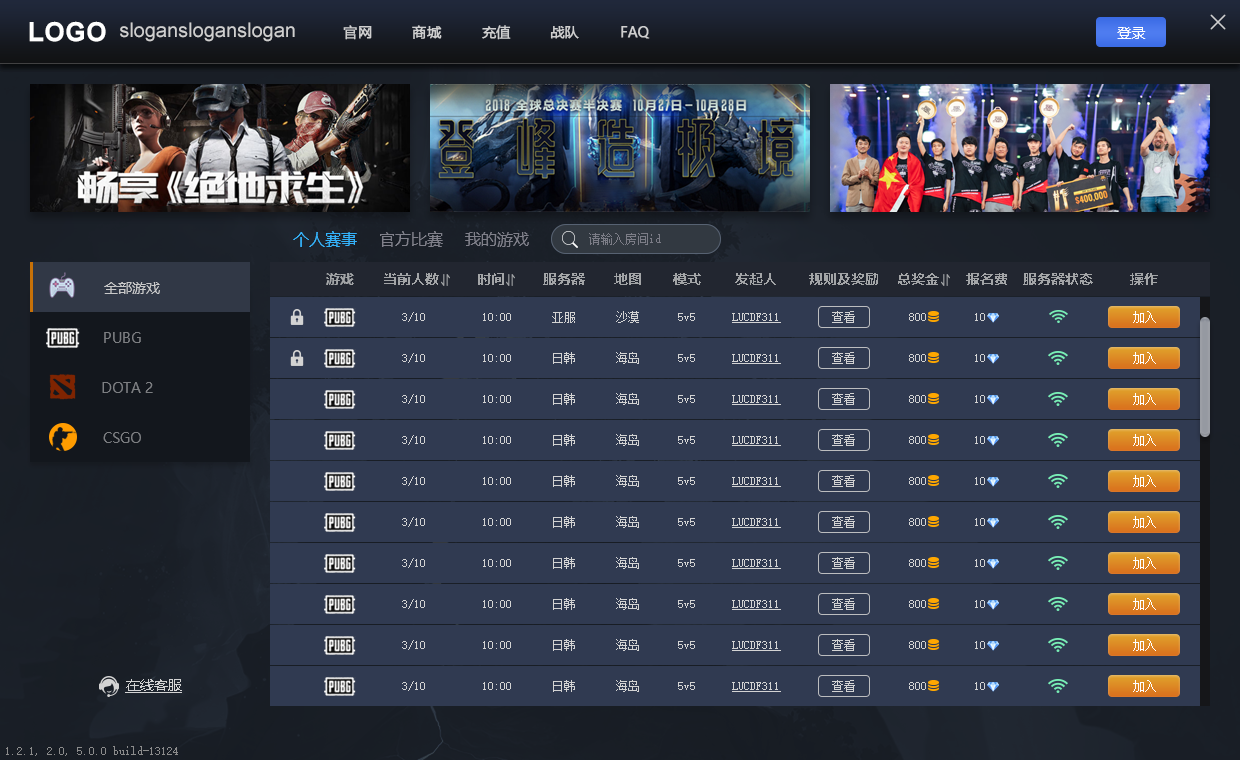 LOGO slogansloganslogan 官网 商城 充值 战队 FAQ 登录
畅享《绝地求生》
2018 全球总决赛半决赛 10月27日-10月28日
登峰造极境
$400,000
个人赛事 官方比赛 我的游戏 请输入房间id
全部游戏
PUBG PUBG
DOTA 2
CSGO
游戏 当前人数 时间 服务器 地图 模式 发起人 规则及奖励 总奖金 报名费 服务器状态 操作
PUBG 3/10 10:00 亚服 沙漠 5v5 LUCDF311 查看 800 10 加入
PUBG 3/10 10:00 日韩 海岛 5v5 LUCDF311 查看 800 10 加入
PUBG 3/10 10:00 日韩 海岛 5v5 LUCDF311 查看 800 10 加入
PUBG 3/10 10:00 日韩 海岛 5v5 LUCDF311 查看 800 10 加入
PUBG 3/10 10:00 日韩 海岛 5v5 LUCDF311 查看 800 10 加入
PUBG 3/10 10:00 日韩 海岛 5v5 LUCDF311 查看 800 10 加入
PUBG 3/10 10:00 日韩 海岛 5v5 LUCDF311 查看 800 10 加入
PUBG 3/10 10:00 日韩 海岛 5v5 LUCDF311 查看 800 10 加入
PUBG 3/10 10:00 日韩 海岛 5v5 LUCDF311 查看 800 10 加入
PUBG 3/10 10:00 日韩 海岛 5v5 LUCDF311 查看 800 10 加入
在线客服
1.2.1, 2.0, 5.0.0 build-13124